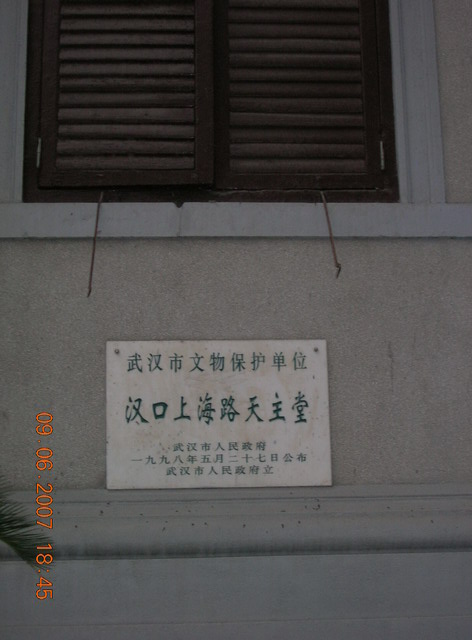 武汉市文物保护单位
汉口上海路天主堂
武汉市人民政府
一九九八年五月二十七日公布
武汉市人民政府立
09 06 2007 18:45